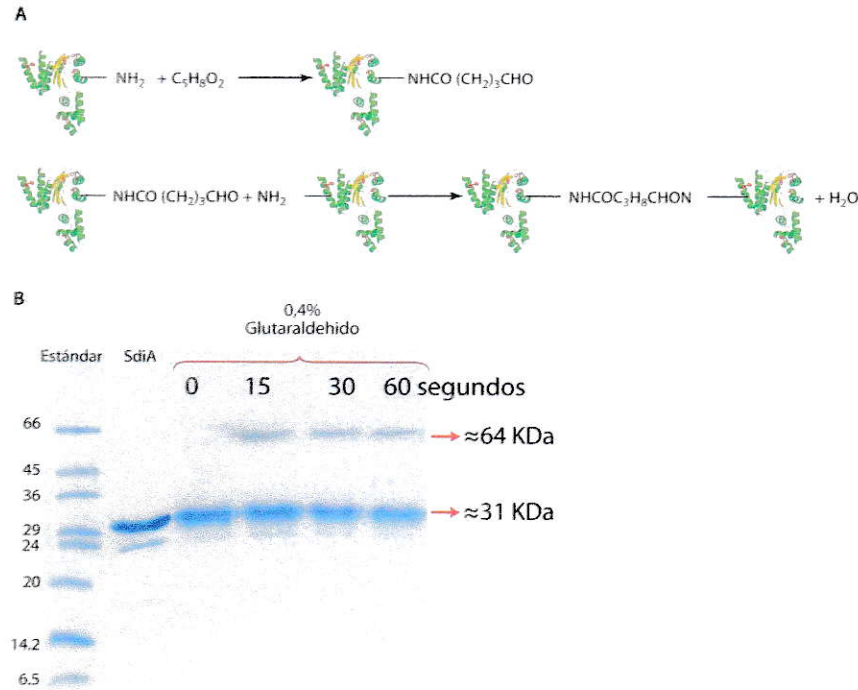 A
NH₂ + C₅H₈O₂ NHCO (CH₂)₃CHO
NHCO (CH₂)₃CHO + NH₂ NHCOC₃H₈CHON + H₂O
B
0,4%
Glutaraldehido
Estándar SdiA
0 15 30 60 segundos
66
≈64 KDa
45
36
≈31 KDa
29
24
20
14.2
6.5